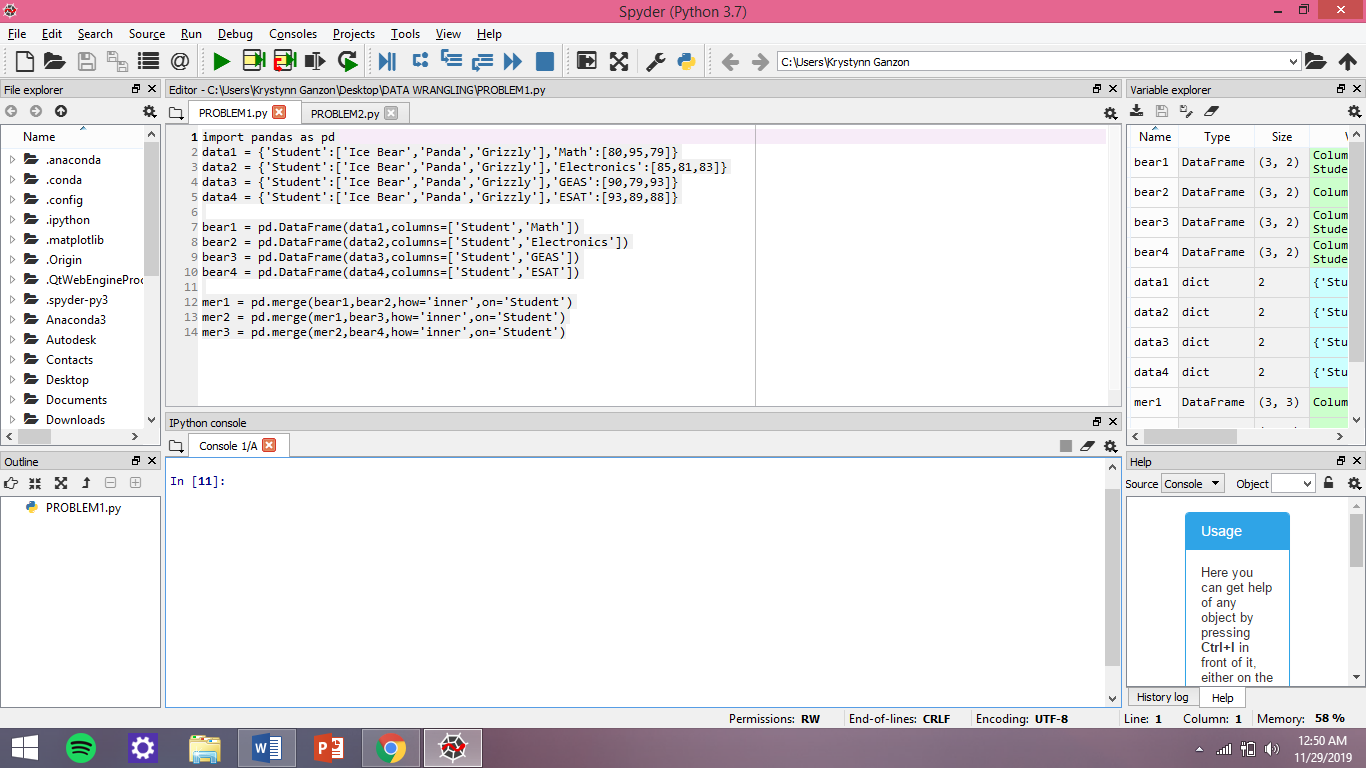 Spyder (Python 3.7)
File Edit Search Source Run Debug Consoles Projects Tools View Help
C:\Users\Krystynn Ganzon
File explorer
Name
.anaconda
.conda
.config
.ipython
.matplotlib
.Origin
.QtWebEngineProc
.spyder-py3
Anaconda3
Autodesk
Contacts
Desktop
Documents
Downloads
Outline
PROBLEM1.py
Editor - C:\Users\Krystynn Ganzon\Desktop\DATA WRANGLING\PROBLEM1.py
PROBLEM1.py PROBLEM2.py
1 import pandas as pd
2 data1 = {'Student':['Ice Bear','Panda','Grizzly'],'Math':[80,95,79]}
3 data2 = {'Student':['Ice Bear','Panda','Grizzly'],'Electronics':[85,81,83]}
4 data3 = {'Student':['Ice Bear','Panda','Grizzly'],'GEAS':[90,79,93]}
5 data4 = {'Student':['Ice Bear','Panda','Grizzly'],'ESAT':[93,89,88]}
6
7 bear1 = pd.DataFrame(data1,columns=['Student','Math'])
8 bear2 = pd.DataFrame(data2,columns=['Student','Electronics'])
9 bear3 = pd.DataFrame(data3,columns=['Student','GEAS'])
10 bear4 = pd.DataFrame(data4,columns=['Student','ESAT'])
11
12 mer1 = pd.merge(bear1,bear2,how='inner',on='Student')
13 mer2 = pd.merge(mer1,bear3,how='inner',on='Student')
14 mer3 = pd.merge(mer2,bear4,how='inner',on='Student')
IPython console
Console 1/A
In [11]:
Variable explorer
Name Type Size
bear1 DataFrame (3, 2) Colum
Stude
bear2 DataFrame (3, 2) Colum
bear3 DataFrame (3, 2) Colum
Stude
bear4 DataFrame (3, 2) Colum
Stude
data1 dict 2 {'Stu
data2 dict 2 {'Stu
data3 dict 2 {'Stu
data4 dict 2 {'Stu
mer1 DataFrame (3, 3) Colum
Help
Source Console Object
Usage
Here you
can get help
of any
object by
pressing
Ctrl+I in
front of it,
either on the
History log Help
Permissions: RW End-of-lines: CRLF Encoding: UTF-8 Line: 1 Column: 1 Memory: 58 %
12:50 AM
11/29/2019